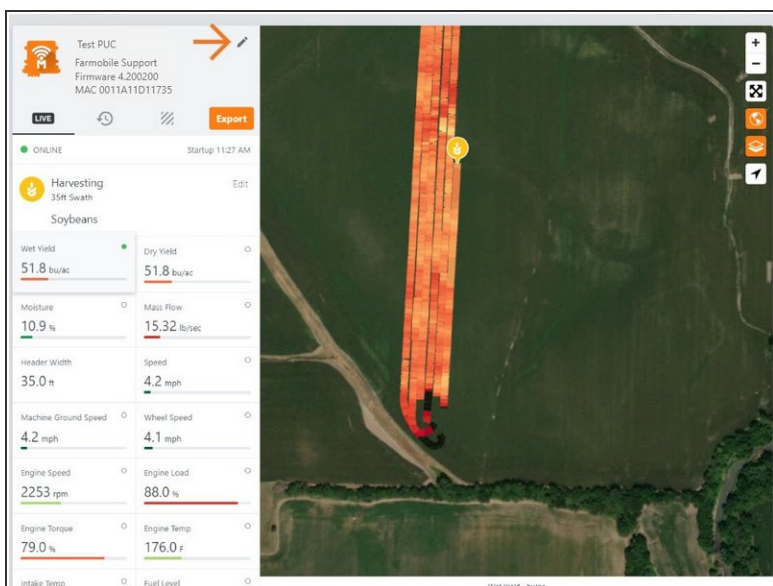 Test PUC
Farmobile Support
Firmware 4.200200
MAC 0011A11D11735
LIVE
Export
ONLINE
Startup 11:27 AM
Harvesting
Edit
35ft Swath
Soybeans
Wet Yield
Dry Yield
51.8 bu/ac
51.8 bu/ac
Moisture
Mass Flow
10.9 %
15.32 lb/sec
Header Width
Speed
35.0 ft
4.2 mph
Machine Ground Speed
Wheel Speed
4.2 mph
4.1 mph
Engine Speed
Engine Load
2253 rpm
88.0 %
Engine Torque
Engine Temp
79.0 %
176.0 F
Intake Temp
Fuel Level